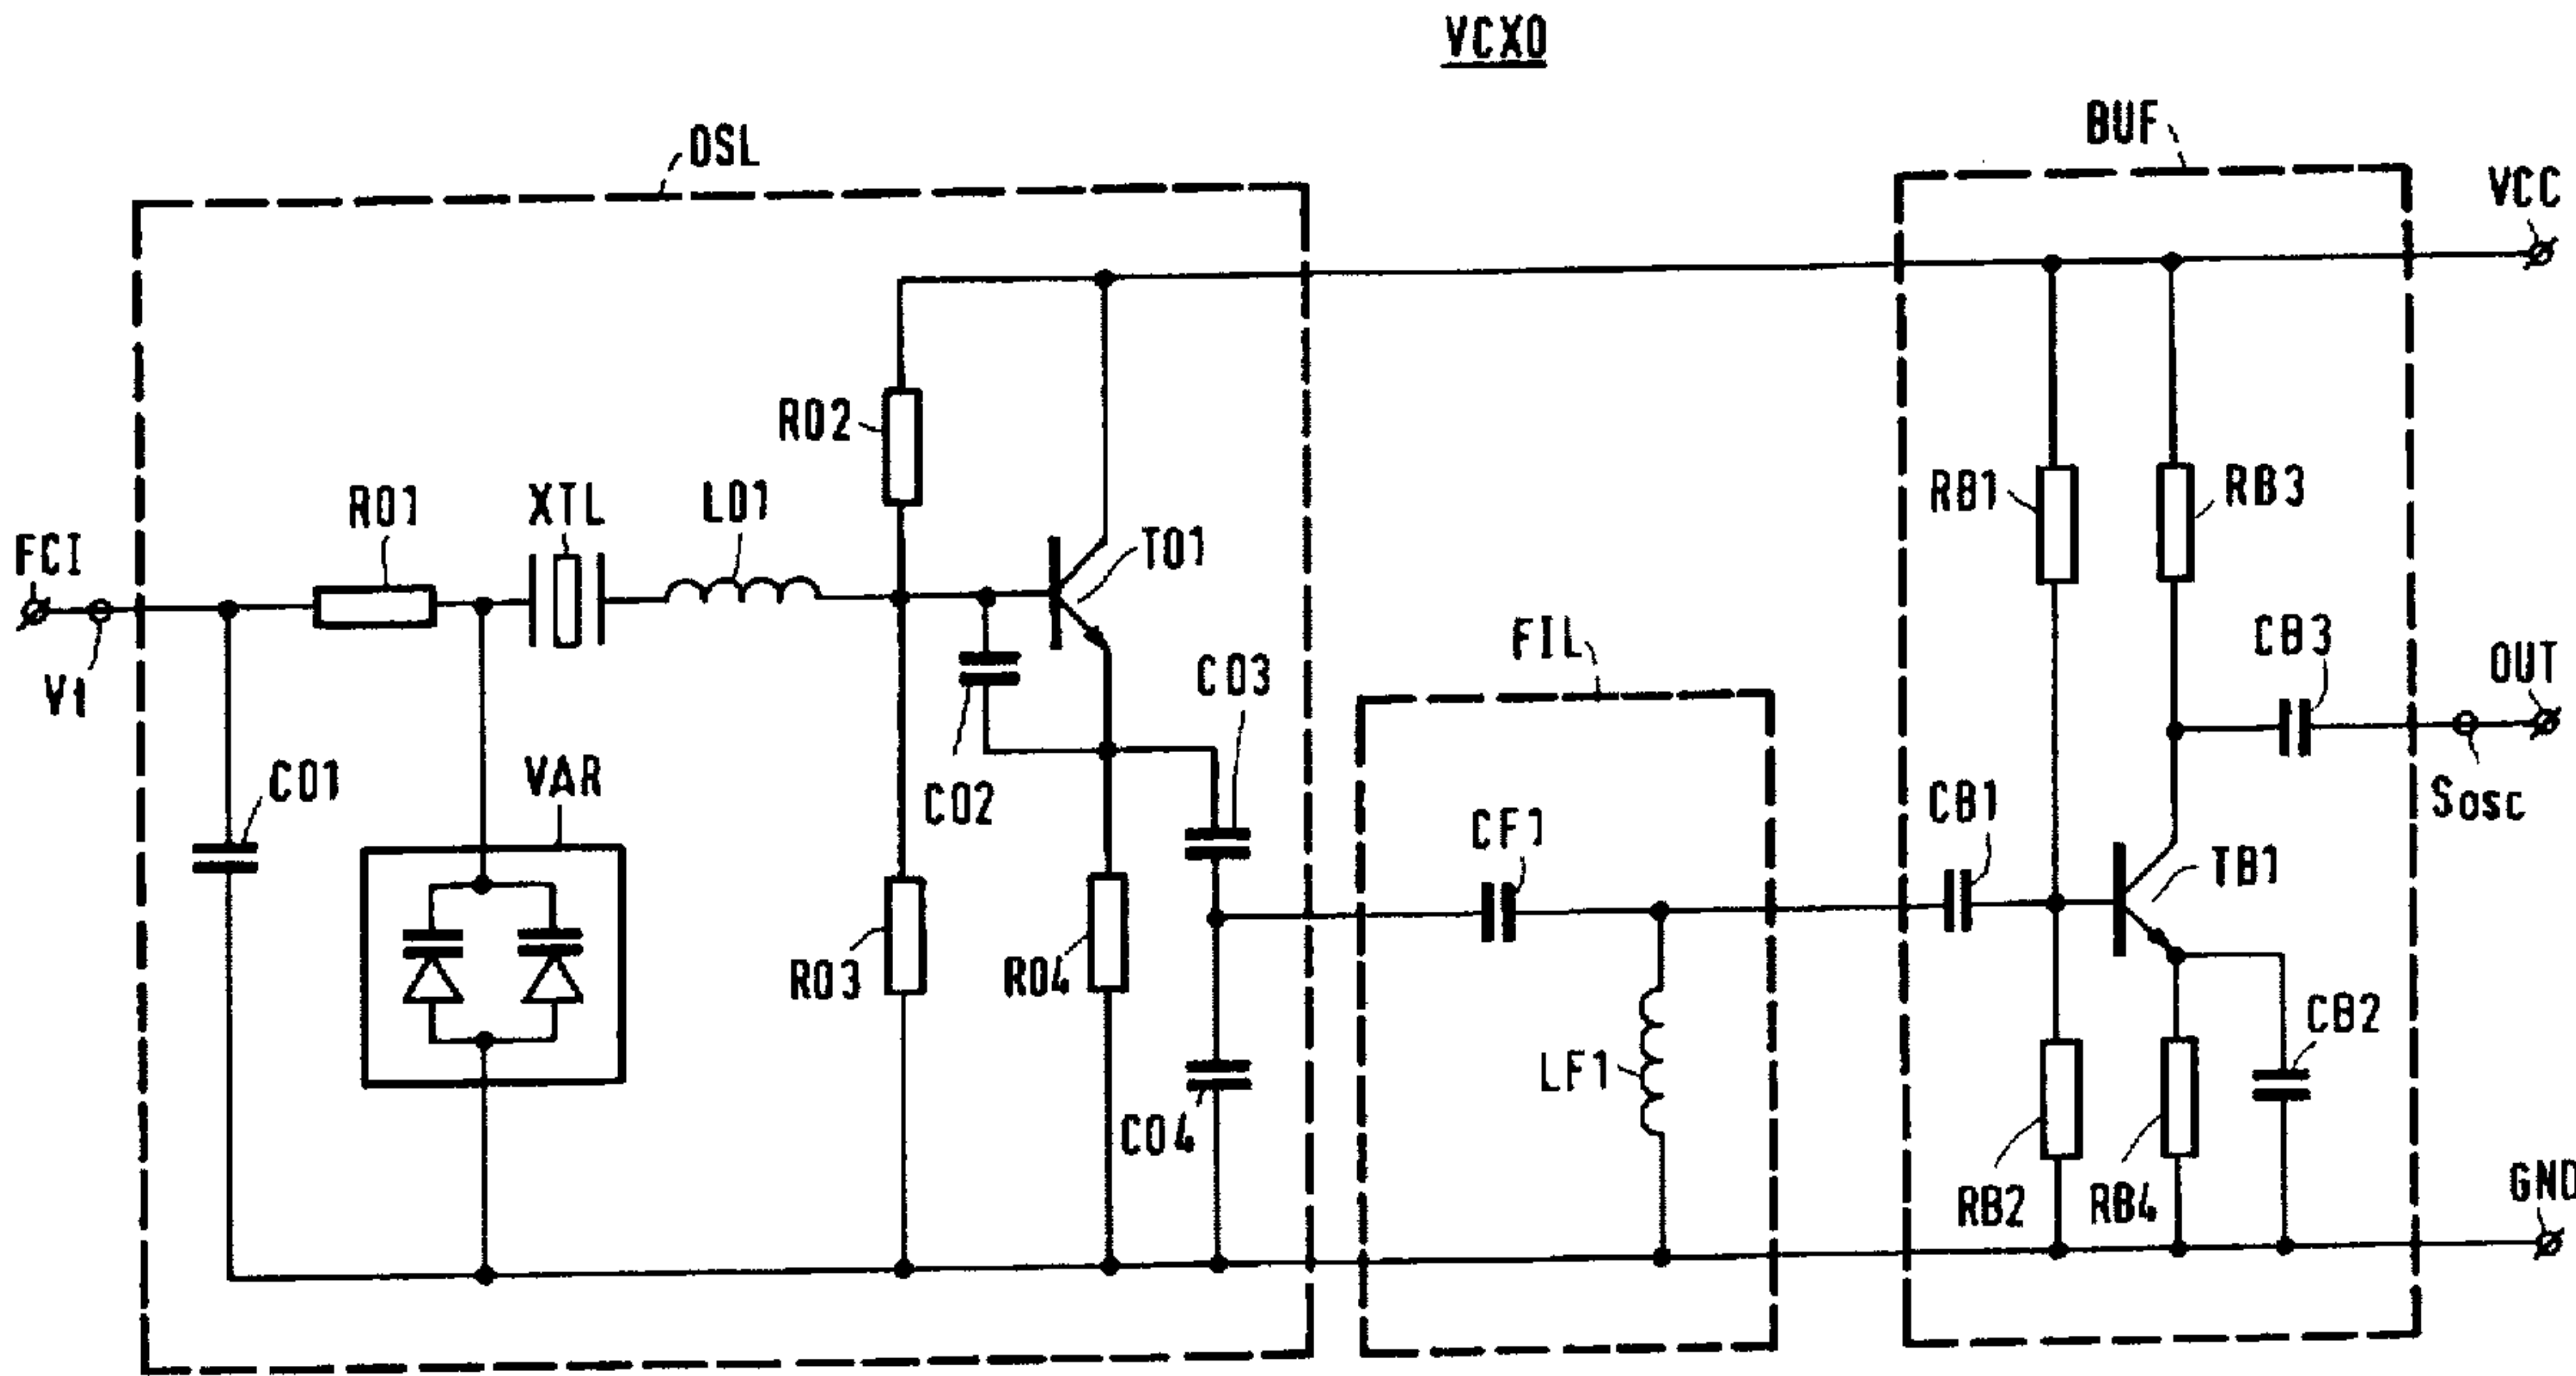 VCXO
OSL
BUF
VCC
R02
R01
XTL
L01
T01
RB1
RB3
FCI
V1
FIL
C03
CB3
OUT
C01
VAR
C02
CF1
CB1
Sosc
TB1
R03
R04
LF1
CB2
C04
RB2
RB4
GND